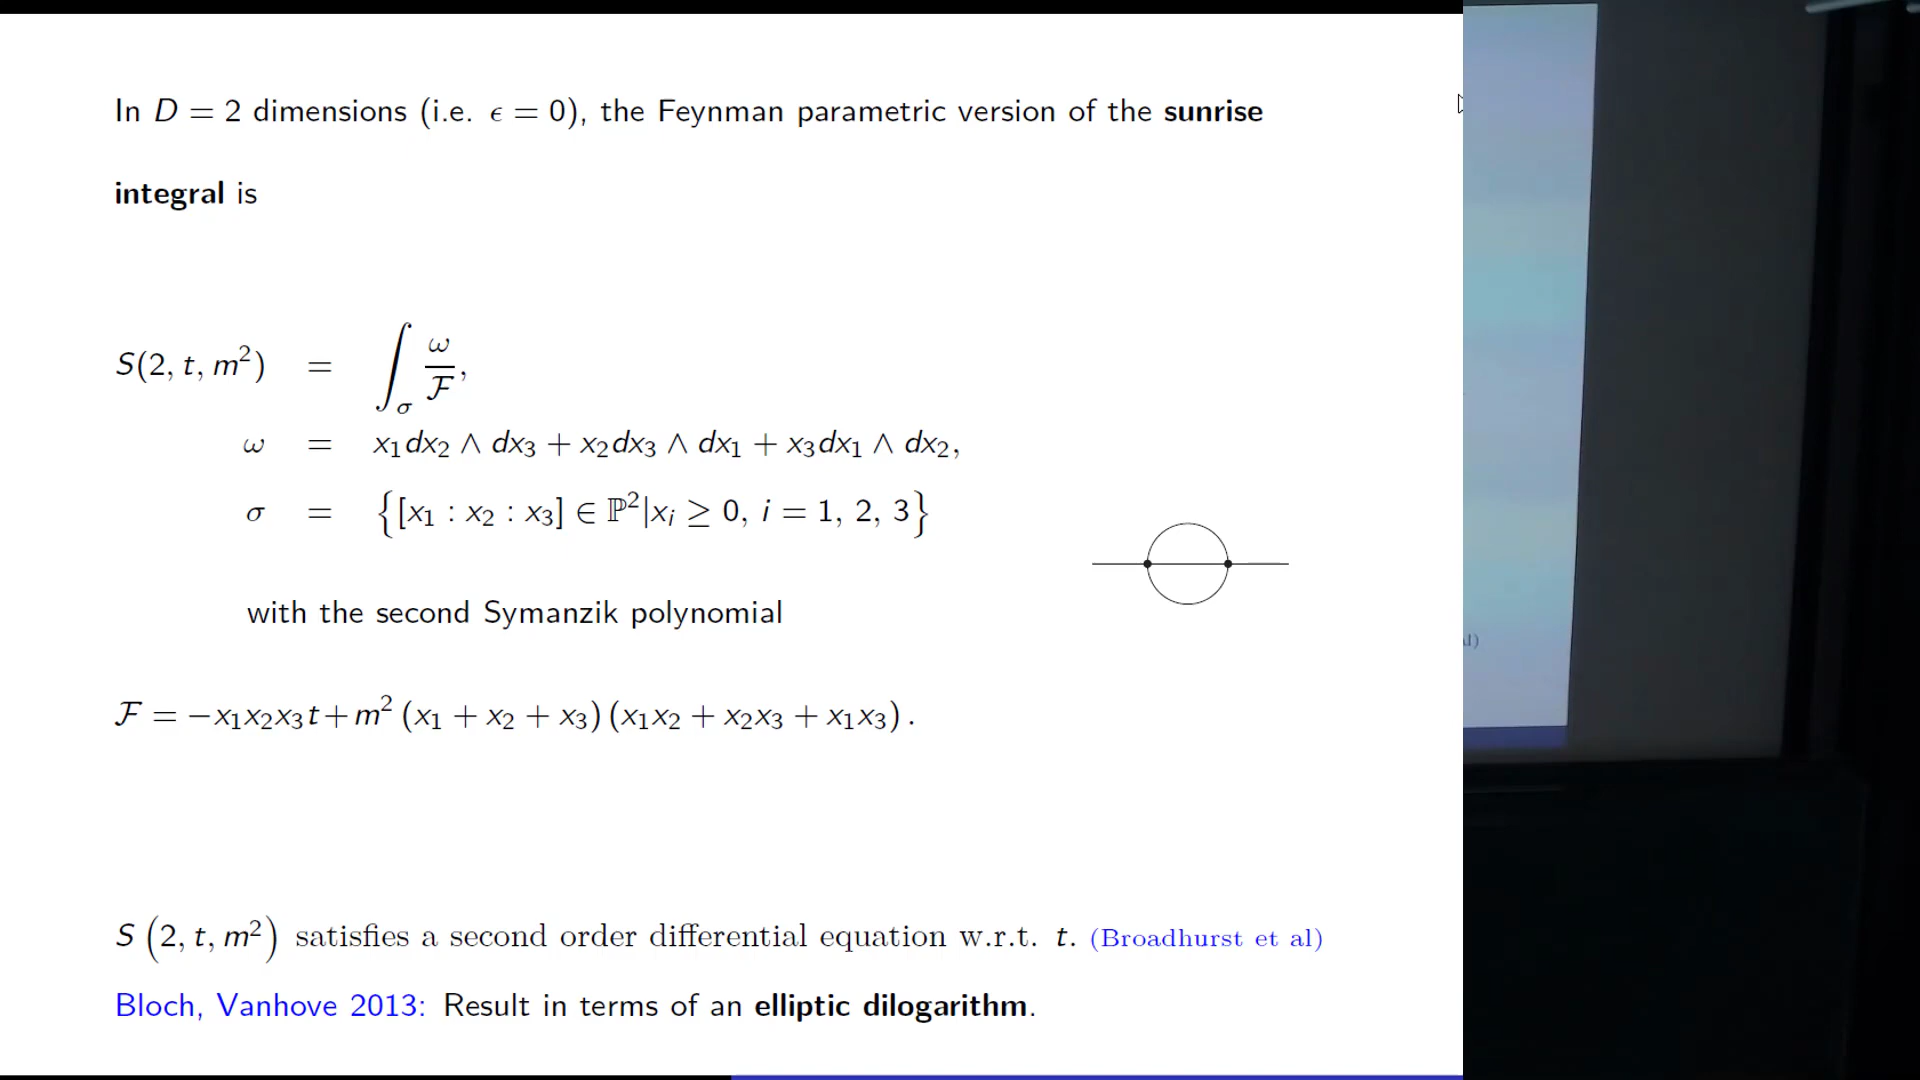 In D = 2 dimensions (i.e. ϵ = 0), the Feynman parametric version of the sunrise
integral is
S(2, t, m²) = ∫_σ ω/ℱ,
ω = x₁dx₂ ∧ dx₃ + x₂dx₃ ∧ dx₁ + x₃dx₁ ∧ dx₂,
σ = {[x₁ : x₂ : x₃] ∈ ℙ²|xᵢ ≥ 0, i = 1, 2, 3}
with the second Symanzik polynomial
ℱ = −x₁x₂x₃t + m² (x₁ + x₂ + x₃) (x₁x₂ + x₂x₃ + x₁x₃) .
S (2, t, m²) satisfies a second order differential equation w.r.t. t. (Broadhurst et al)
Bloch, Vanhove 2013: Result in terms of an elliptic dilogarithm.